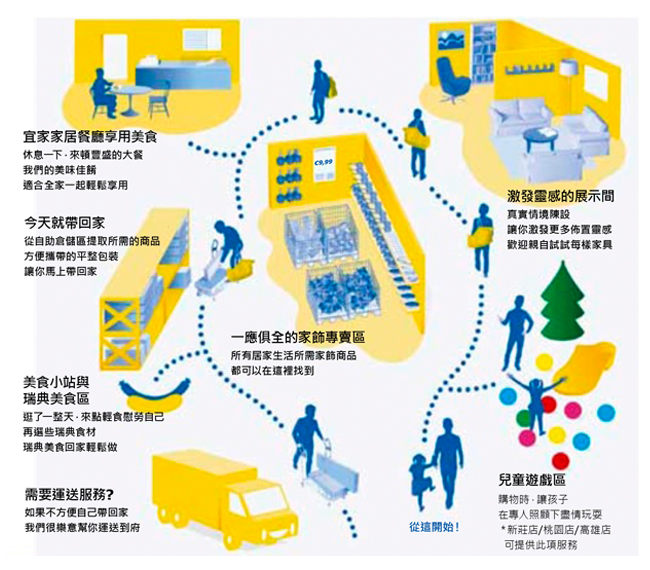 宜家家居餐廳享用美食
休息一下．來頓豐盛的大餐
我們的美味佳餚
適合全家一起輕鬆享用
€9,99
激發靈感的展示間
真實情境陳設
讓你激發更多佈置靈感
歡迎親自試試每樣家具
今天就帶回家
從自助倉儲區提取所需的商品
方便攜帶的平整包裝
讓你馬上帶回家
一應俱全的家飾專賣區
所有居家生活所需家飾商品
都可以在這裡找到
美食小站與
瑞典美食區
逛了一整天．來點輕食慰勞自己
再選些瑞典食材
瑞典美食回家輕鬆做
兒童遊戲區
購物時．讓孩子
在專人照顧下盡情玩耍
*新莊店/桃園店/高雄店
可提供此項服務
需要運送服務?
如果不方便自己帶回家
我們很樂意幫你運送到府
從這開始!